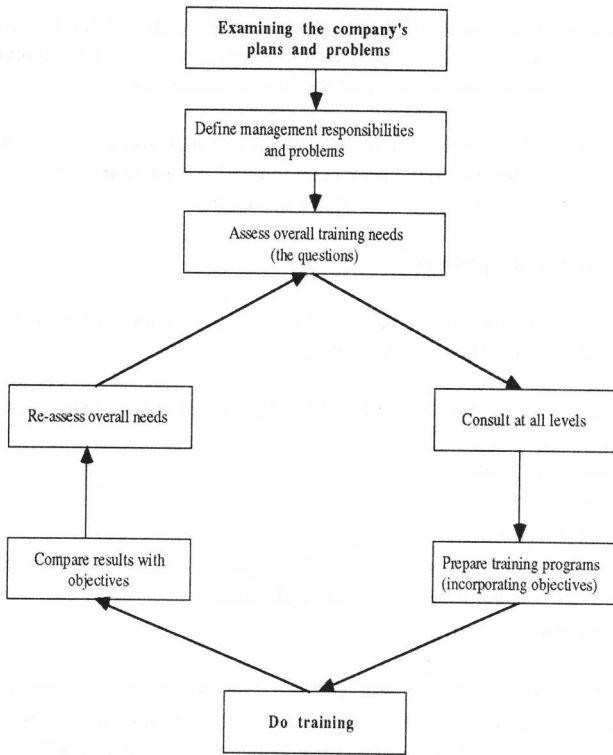 Examining the company's
plans and problems
Define management responsibilities
and problems
Assess overall training needs
(the questions)
Re-assess overall needs
Consult at all levels
Compare results with
objectives
Prepare training programs
(incorporating objectives)
Do training